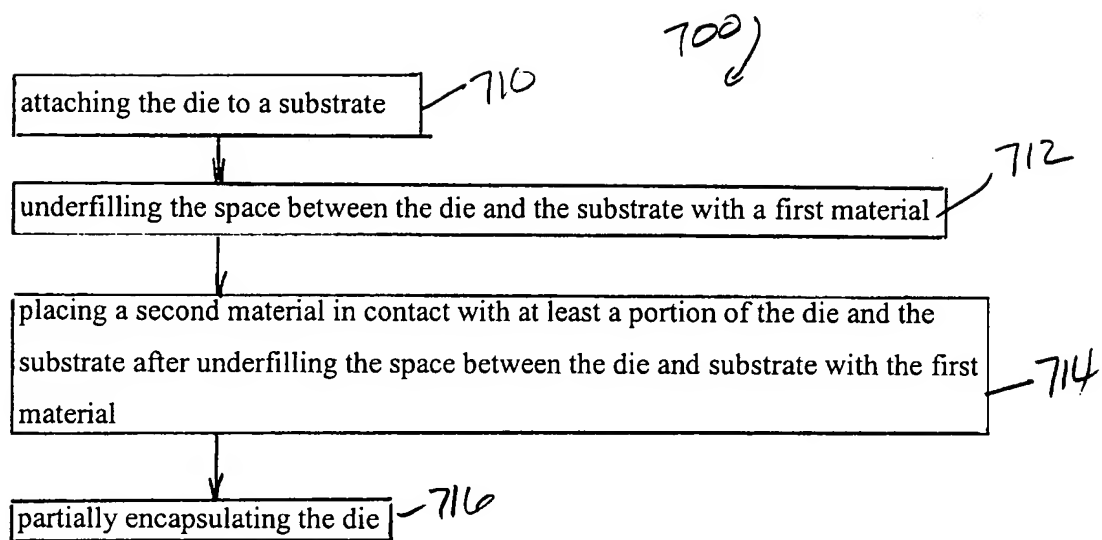 700
attaching the die to a substrate
710
underfilling the space between the die and the substrate with a first material
712
placing a second material in contact with at least a portion of the die and the
substrate after underfilling the space between the die and substrate with the first
material
714
partially encapsulating the die
716